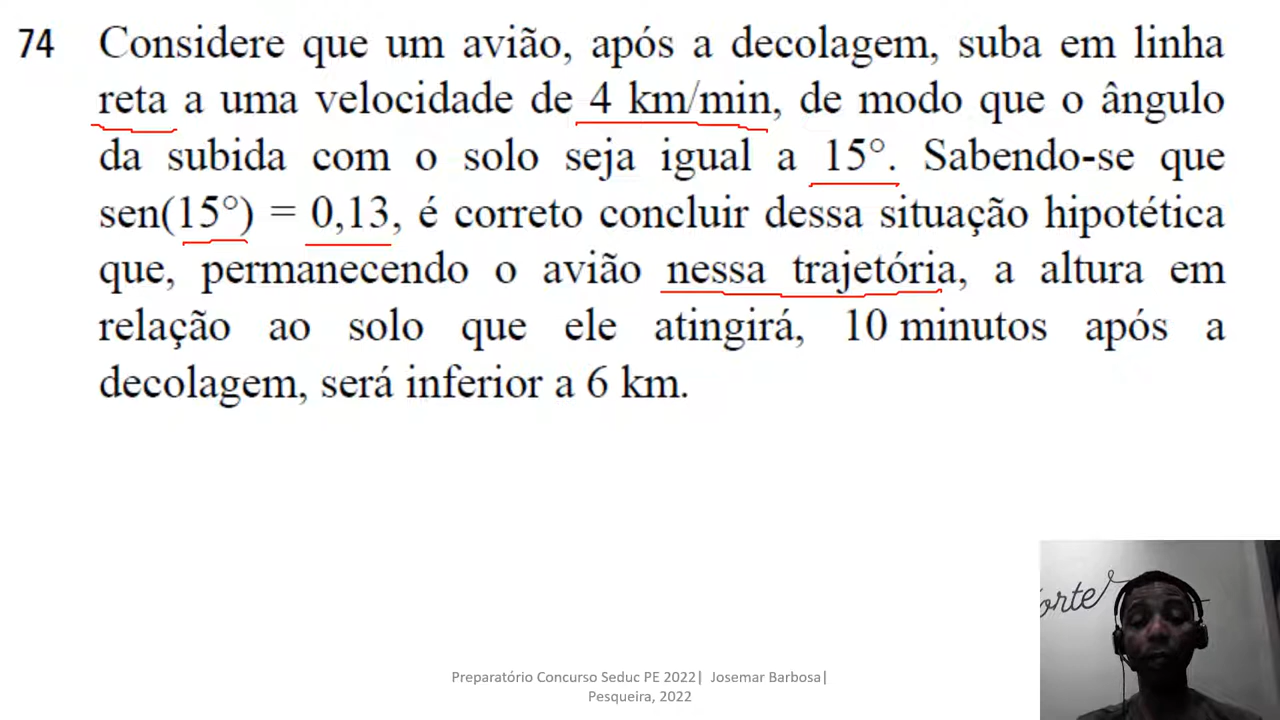 74 Considere que um avião, após a decolagem, suba em linha
reta a uma velocidade de 4 km/min, de modo que o ângulo
da subida com o solo seja igual a 15°. Sabendo-se que
sen(15°) = 0,13, é correto concluir dessa situação hipotética
que, permanecendo o avião nessa trajetória, a altura em
relação ao solo que ele atingirá, 10 minutos após a
decolagem, será inferior a 6 km.
orte
Preparatório Concurso Seduc PE 2022| Josemar Barbosa|
Pesqueira, 2022